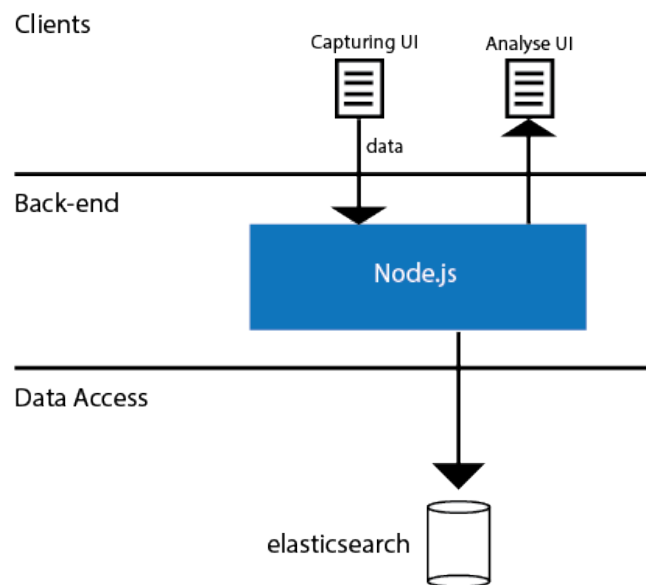 Clients
Capturing UI
Analyse UI
data
Back-end
Node.js
Data Access
elasticsearch